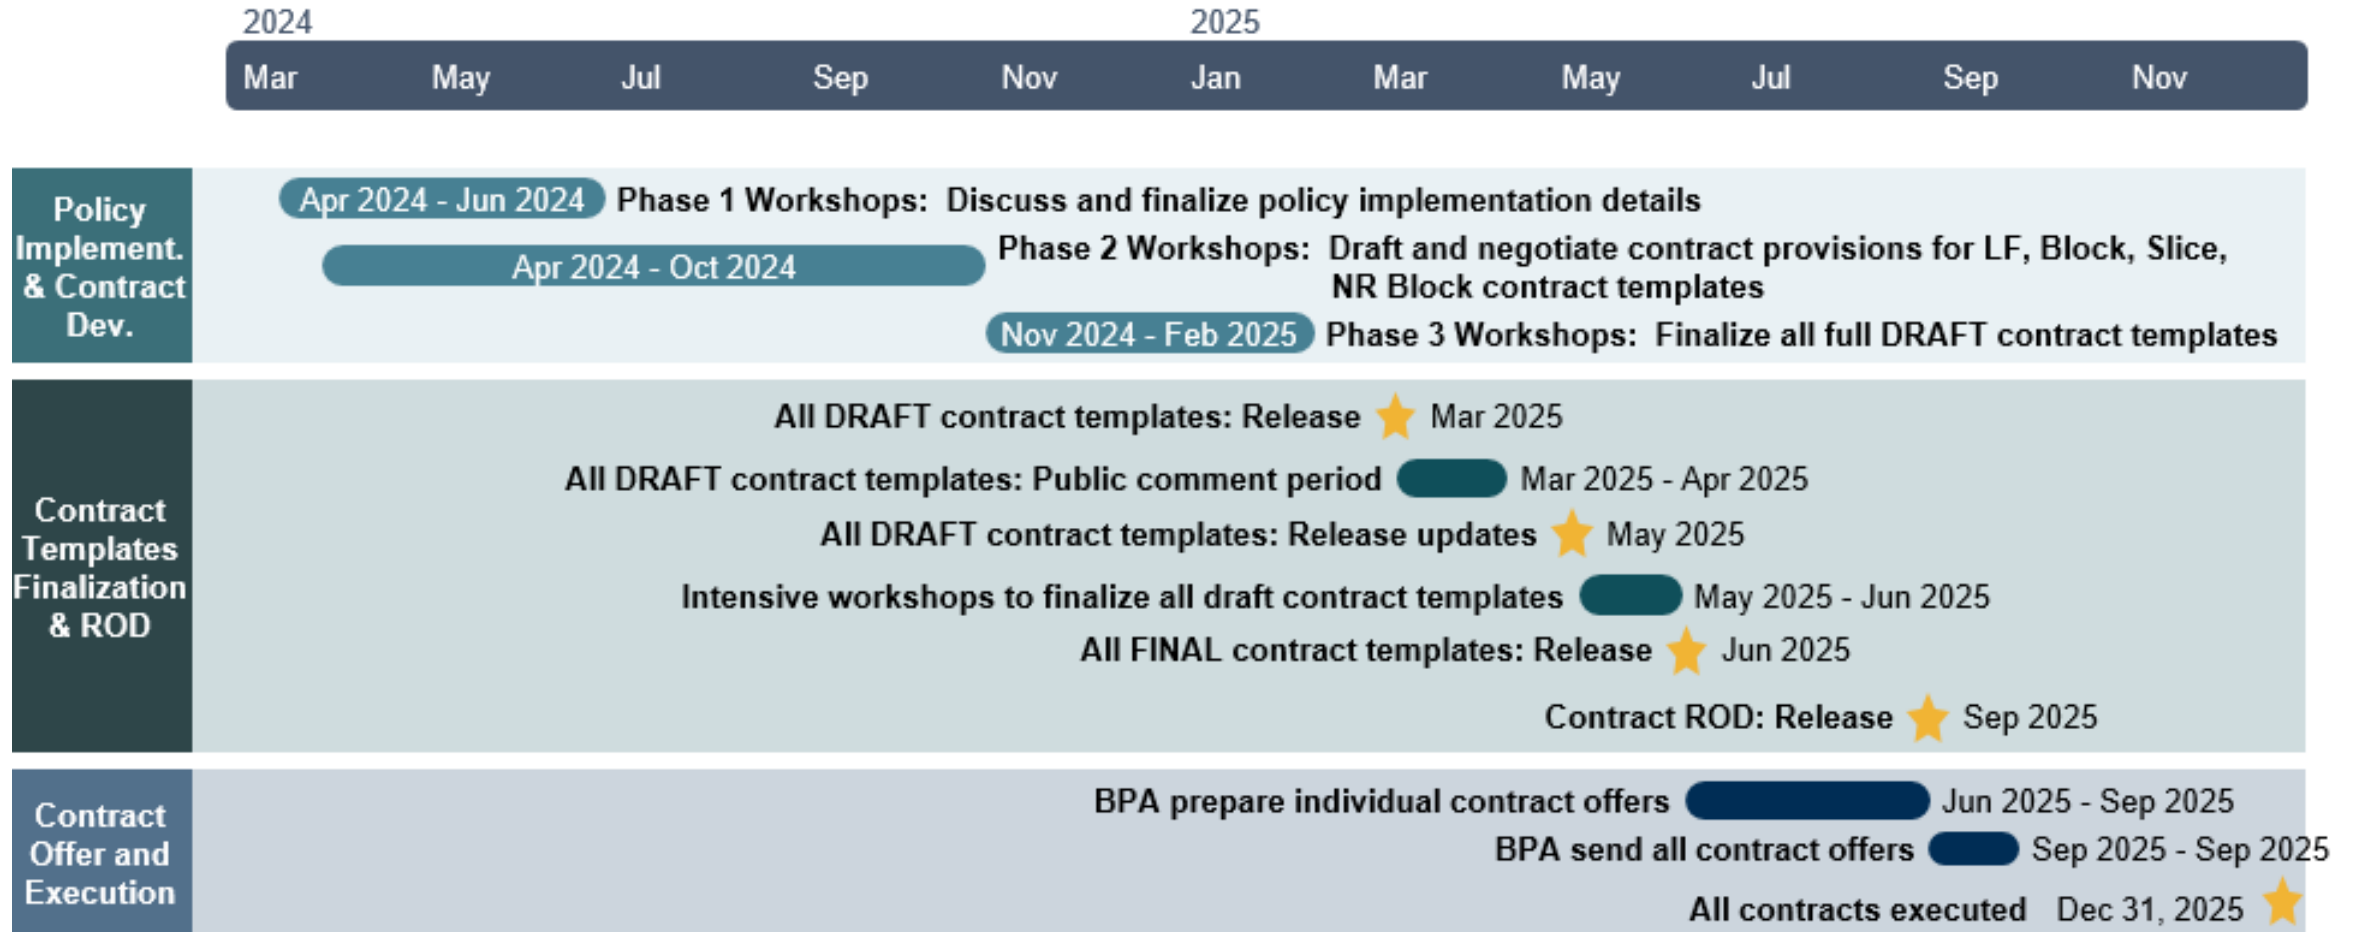 2024 2025
Mar May Jul Sep Nov Jan Mar May Jul Sep Nov
Policy
Implement.
& Contract
Dev.
Apr 2024 - Jun 2024 Phase 1 Workshops: Discuss and finalize policy implementation details
Apr 2024 - Oct 2024 Phase 2 Workshops: Draft and negotiate contract provisions for LF, Block, Slice,
NR Block contract templates
Nov 2024 - Feb 2025 Phase 3 Workshops: Finalize all full DRAFT contract templates
Contract
Templates
Finalization
& ROD
All DRAFT contract templates: Release Mar 2025
All DRAFT contract templates: Public comment period Mar 2025 - Apr 2025
All DRAFT contract templates: Release updates May 2025
Intensive workshops to finalize all draft contract templates May 2025 - Jun 2025
All FINAL contract templates: Release Jun 2025
Contract ROD: Release Sep 2025
Contract
Offer and
Execution
BPA prepare individual contract offers Jun 2025 - Sep 2025
BPA send all contract offers Sep 2025 - Sep 2025
All contracts executed Dec 31, 2025